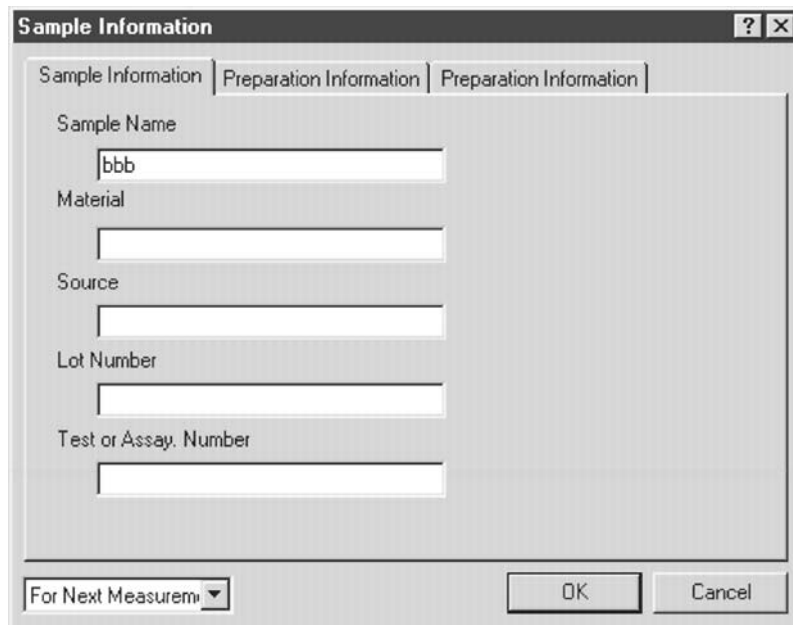 Sample Information
Sample Information Preparation Information Preparation Information
Sample Name
bbb
Material
Source
Lot Number
Test or Assay. Number
For Next Measurem
OK Cancel